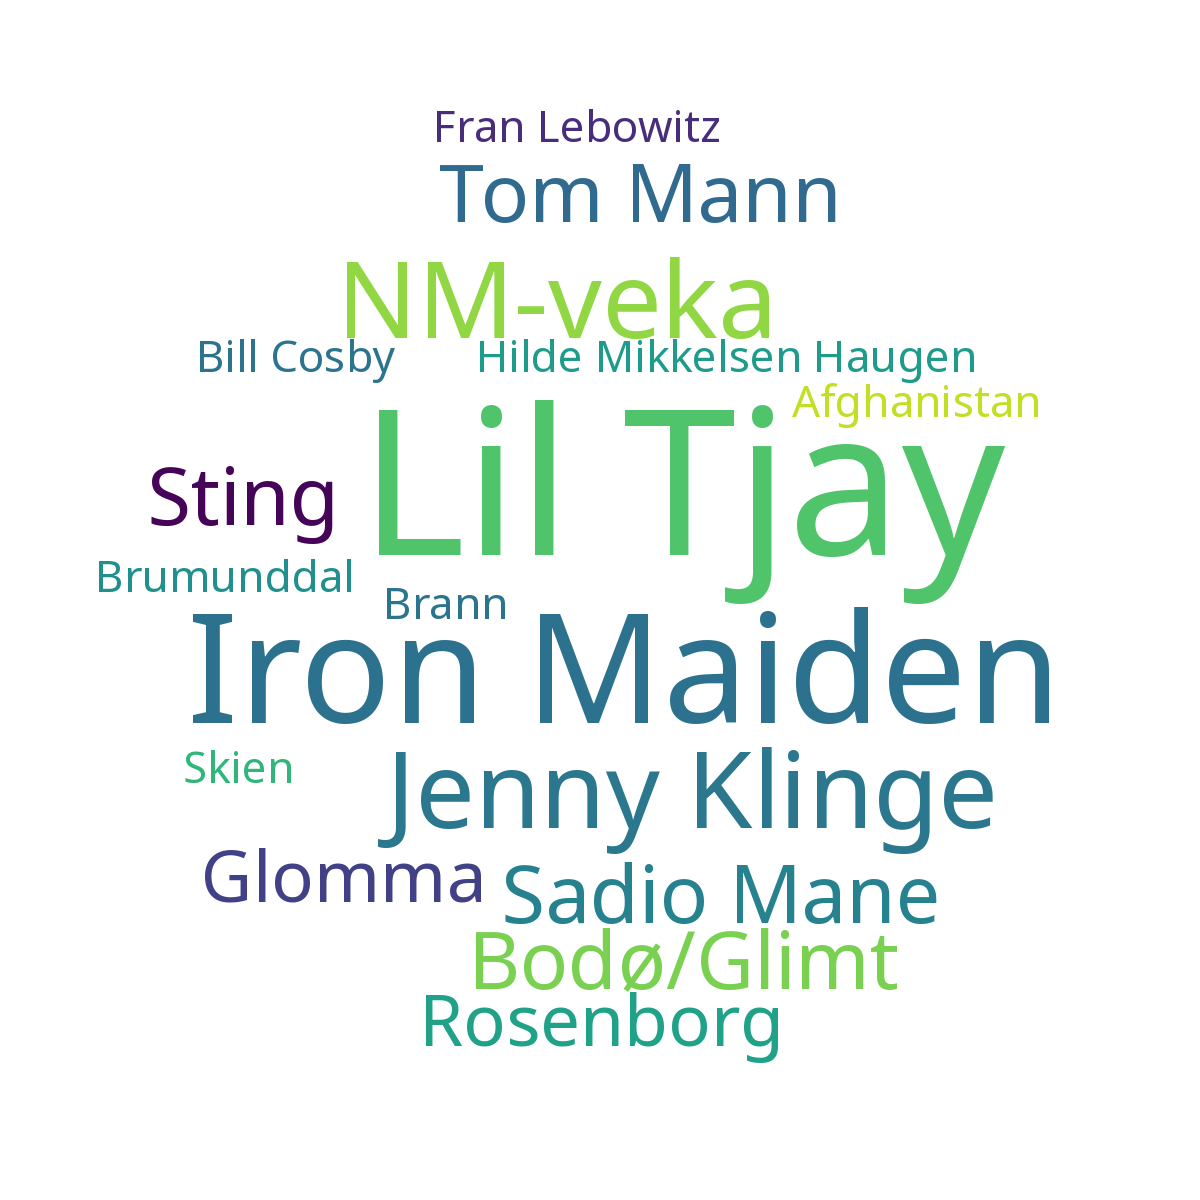 Fran Lebowitz
Tom Mann
NM-veka
Bill Cosby
Hilde Mikkelsen Haugen
Afghanistan
Lil Tjay
Sting
Brumunddal
Brann
Iron Maiden
Skien
Jenny Klinge
Glomma
Sadio Mane
Bodø/Glimt
Rosenborg